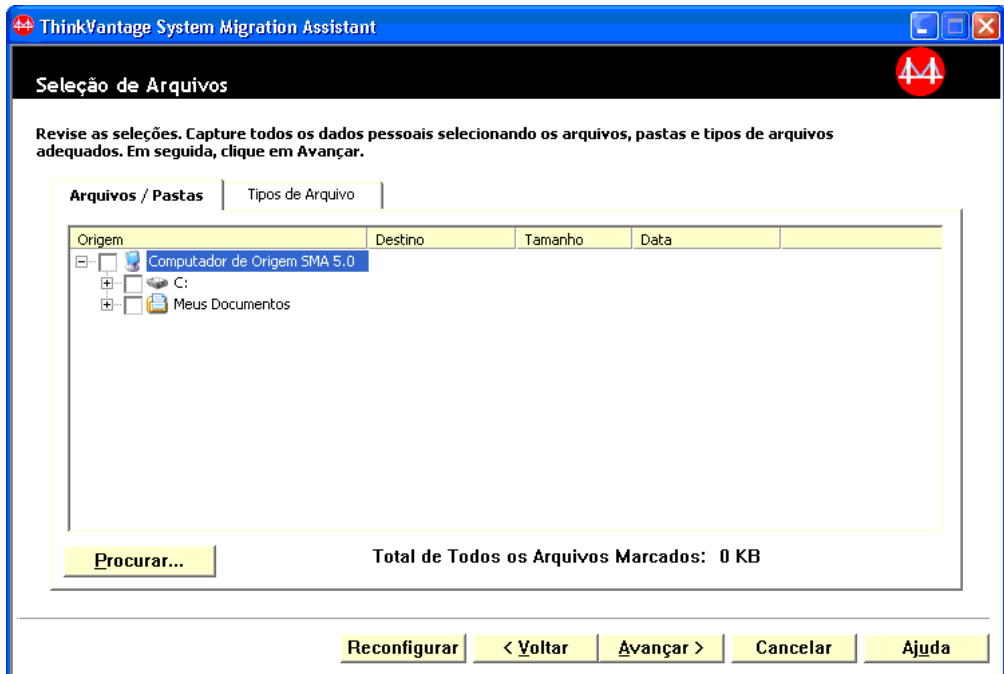 ThinkVantage System Migration Assistant
Seleção de Arquivos
Revise as seleções. Capture todos os dados pessoais selecionando os arquivos, pastas e tipos de arquivos
adequados. Em seguida, clique em Avançar.
Arquivos / Pastas
Tipos de Arquivo
Origem Destino Tamanho Data
Computador de Origem SMA 5.0
C:
Meus Documentos
Procurar...
Total de Todos os Arquivos Marcados: 0 KB
Reconfigurar < Voltar Avançar > Cancelar Ajuda